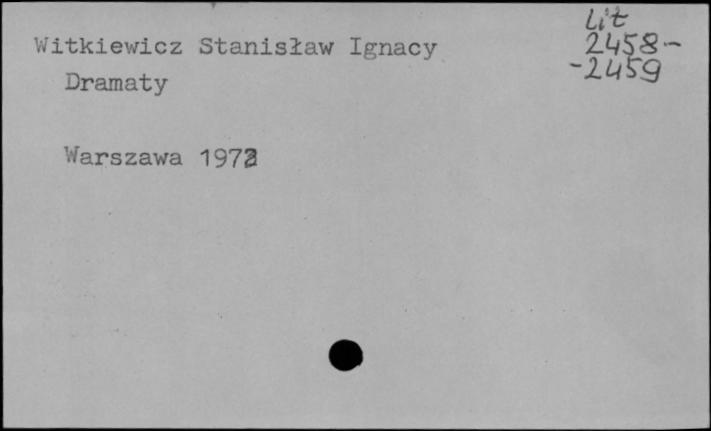 Witkiewicz Stanisław Ignacy
Dramaty
Warszawa 1972
Lit
2458-
-2459